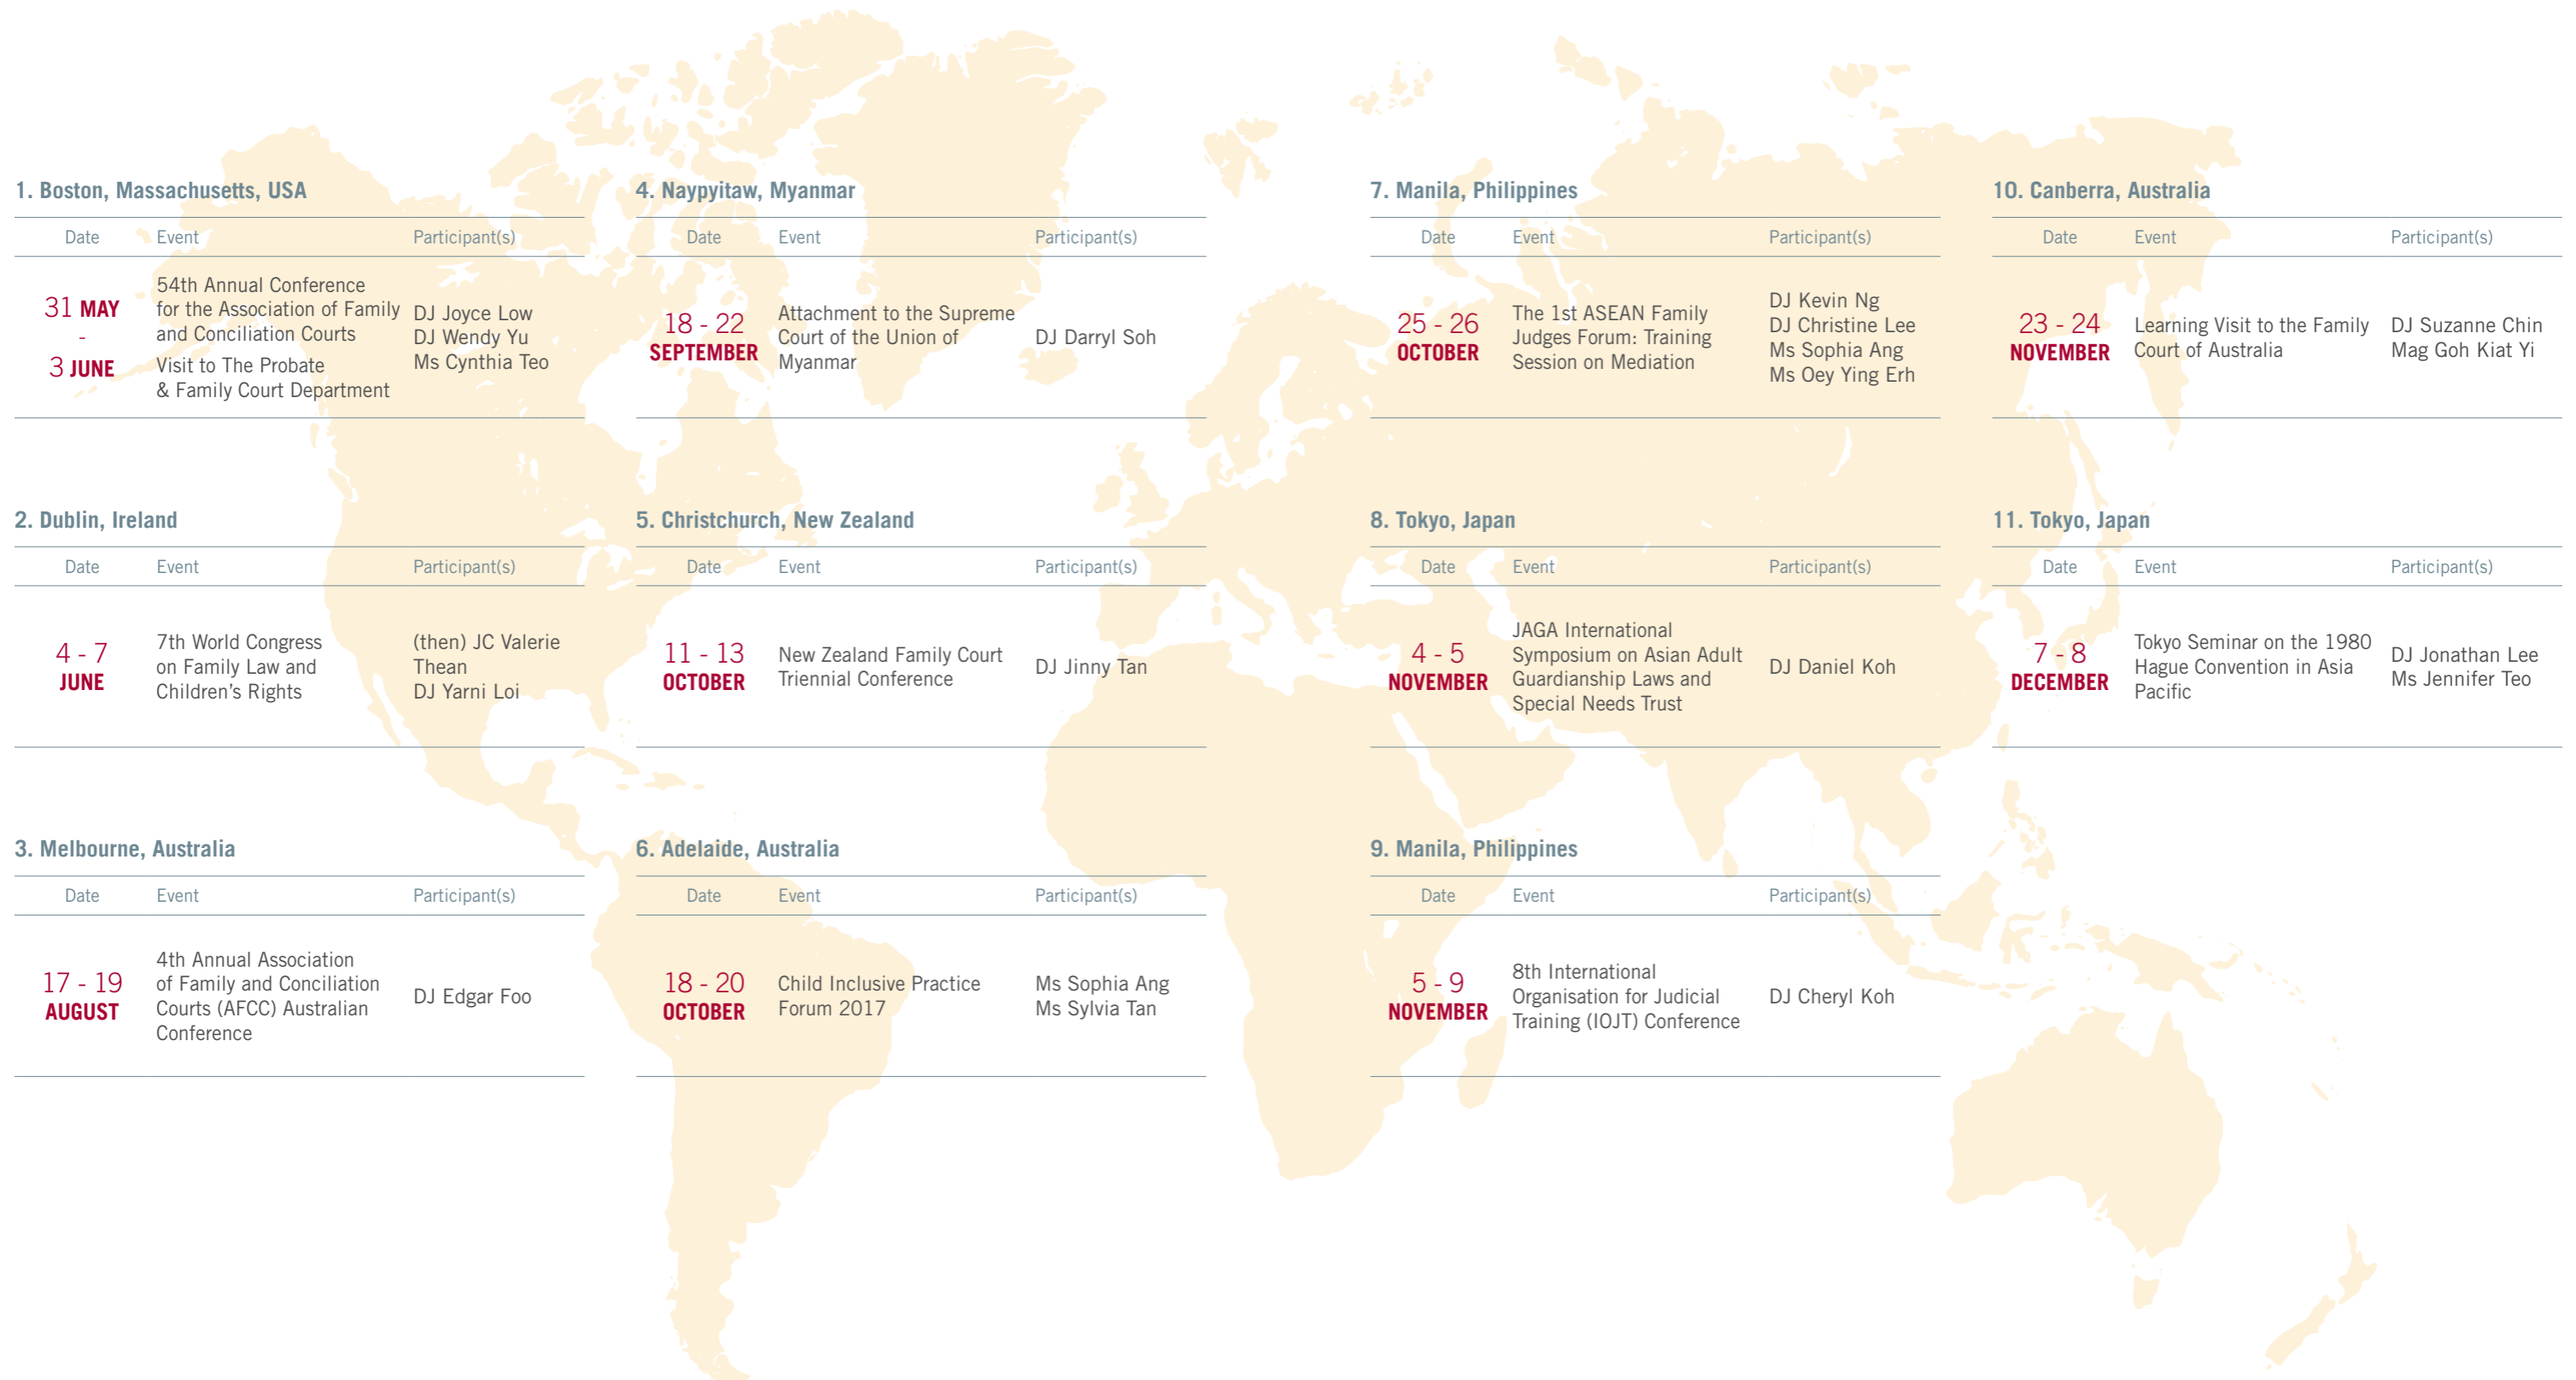 1. Boston, Massachusetts, USA
Date Event Participant(s)
31 MAY
-
3 JUNE
54th Annual Conference
for the Association of Family
and Conciliation Courts
Visit to The Probate
& Family Court Department
DJ Joyce Low
DJ Wendy Yu
Ms Cynthia Teo
2. Dublin, Ireland
Date Event Participant(s)
4 - 7
JUNE
7th World Congress
on Family Law and
Children's Rights
(then) JC Valerie
Thean
DJ Yarni Loi
3. Melbourne, Australia
Date Event Participant(s)
17 - 19
AUGUST
4th Annual Association
of Family and Conciliation
Courts (AFCC) Australian
Conference
DJ Edgar Foo
4. Naypyitaw, Myanmar
Date Event Participant(s)
18 - 22
SEPTEMBER
Attachment to the Supreme
Court of the Union of
Myanmar
DJ Darryl Soh
5. Christchurch, New Zealand
Date Event Participant(s)
11 - 13
OCTOBER
New Zealand Family Court
Triennial Conference
DJ Jinny Tan
6. Adelaide, Australia
Date Event Participant(s)
18 - 20
OCTOBER
Child Inclusive Practice
Forum 2017
Ms Sophia Ang
Ms Sylvia Tan
7. Manila, Philippines
Date Event Participant(s)
25 - 26
OCTOBER
The 1st ASEAN Family
Judges Forum: Training
Session on Mediation
DJ Kevin Ng
DJ Christine Lee
Ms Sophia Ang
Ms Oey Ying Erh
8. Tokyo, Japan
Date Event Participant(s)
4 - 5
NOVEMBER
JAGA International
Symposium on Asian Adult
Guardianship Laws and
Special Needs Trust
DJ Daniel Koh
9. Manila, Philippines
Date Event Participant(s)
5 - 9
NOVEMBER
8th International
Organisation for Judicial
Training (IOJT) Conference
DJ Cheryl Koh
10. Canberra, Australia
Date Event Participant(s)
23 - 24
NOVEMBER
Learning Visit to the Family
Court of Australia
DJ Suzanne Chin
Mag Goh Kiat Yi
11. Tokyo, Japan
Date Event Participant(s)
7 - 8
DECEMBER
Tokyo Seminar on the 1980
Hague Convention in Asia
Pacific
DJ Jonathan Lee
Ms Jennifer Teo